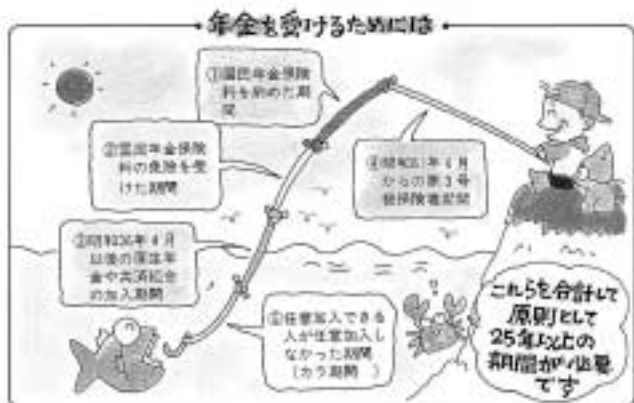 年金を受けるためには
①国民年金保険
料を納めた期
間
②国民年金保険
料の免除を受
けた期間
③昭和36年4月
以後の厚生年
金や共済組合
の加入期間
④昭和61年4月
からの第3号
被保険者期間
⑤任意加入できる
人が任意加入し
なかった期間
(カラ期間)
これらを合計して
原則として
25年以上の
期間が必要
です